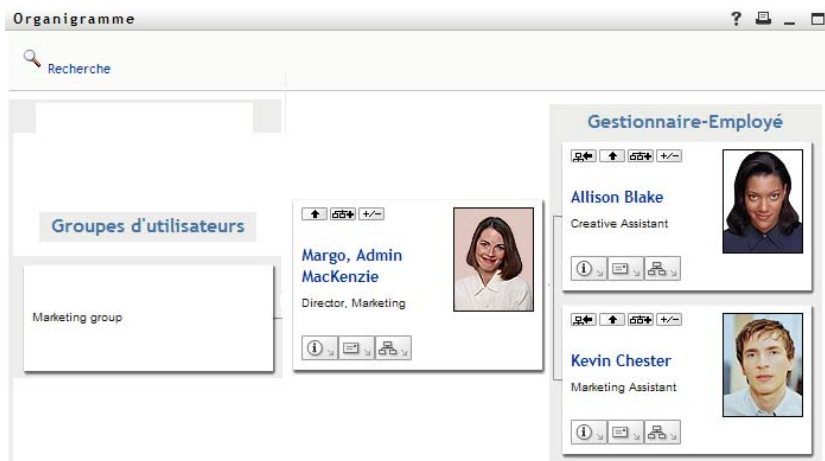 Organigramme
Recherche
Groupes d'utilisateurs
Marketing group
+/-
Margo, Admin
MacKenzie
Director, Marketing
Gestionnaire-Employé
+/-
Allison Blake
Creative Assistant
+/-
Kevin Chester
Marketing Assistant